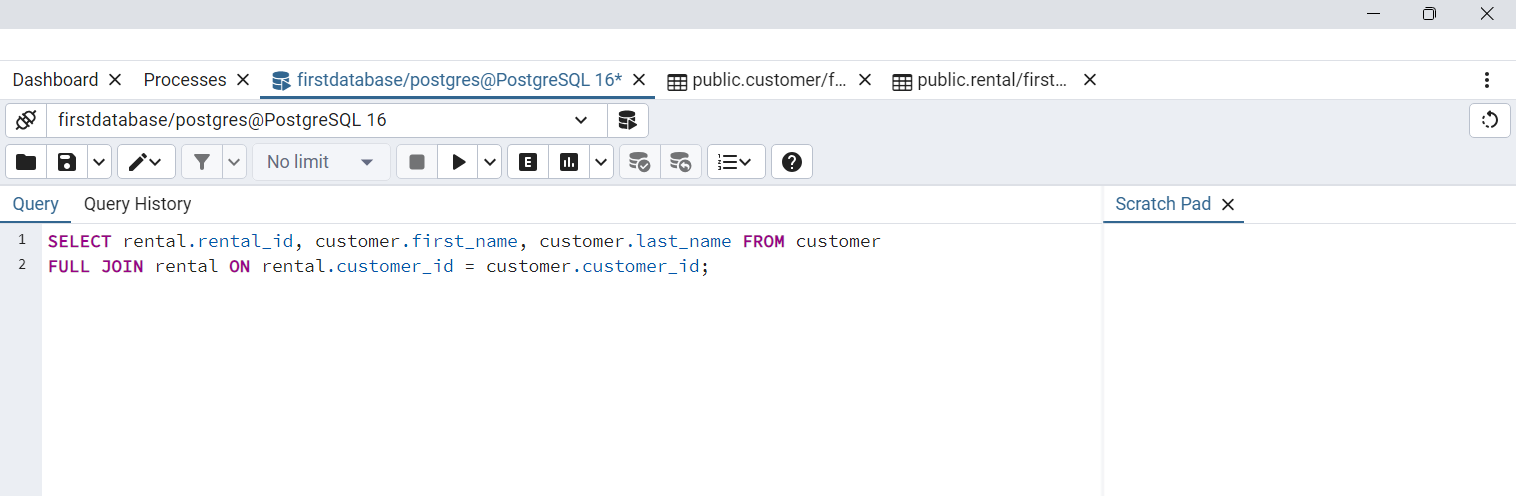 Dashboard Processes firstdatabase/postgres@PostgreSQL 16* public.customer/f... public.rental/first...
firstdatabase/postgres@PostgreSQL 16
No limit E
Query Query History Scratch Pad
1 SELECT rental.rental_id, customer.first_name, customer.last_name FROM customer
2 FULL JOIN rental ON rental.customer_id = customer.customer_id;